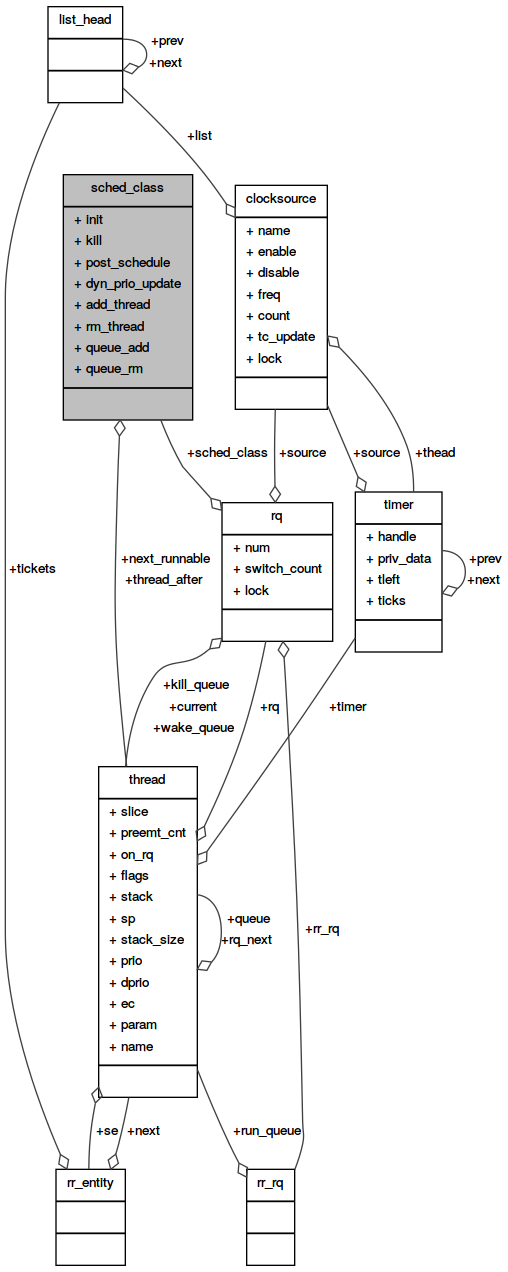 list_head
+prev
+next
+list
sched_class
+ init
+ kill
+ post_schedule
+ dyn_prio_update
+ add_thread
+ rm_thread
+ queue_add
+ queue_rm
clocksource
+ name
+ enable
+ disable
+ freq
+ count
+ tc_update
+ lock
+sched_class
+source
+source
+thead
rq
+ num
+ switch_count
+ lock
timer
+ handle
+ priv_data
+ tleft
+ ticks
+prev
+next
+tickets
+next_runnable
+thread_after
+kill_queue
+current
+wake_queue
+rq
+timer
thread
+ slice
+ preemt_cnt
+ on_rq
+ flags
+ stack
+ sp
+ stack_size
+ prio
+ dprio
+ ec
+ param
+ name
+queue
+rq_next
+rr_rq
+se
+next
+run_queue
rr_entity
rr_rq